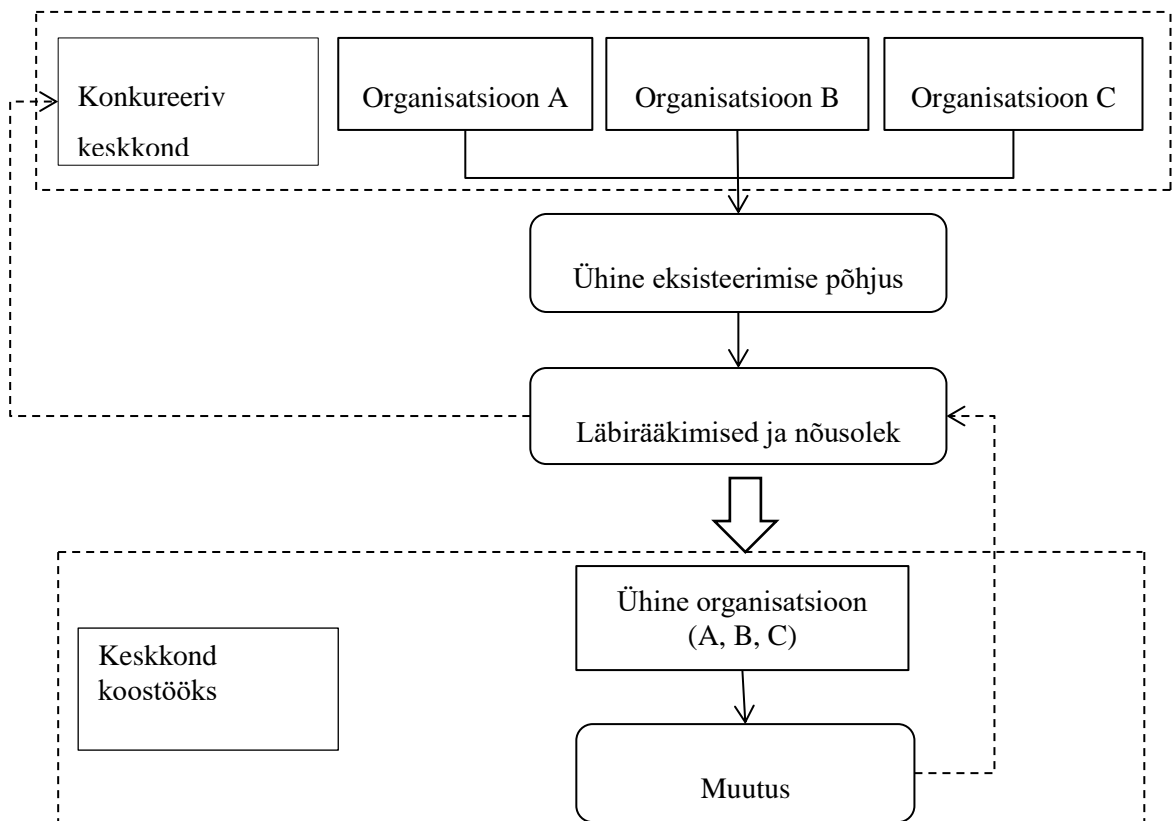 Konkureeriv
keskkond
Organisatsioon A
Organisatsioon B
Organisatsioon C
Ühine eksisteerimise põhjus
Läbirääkimised ja nõusolek
Ühine organisatsioon
(A, B, C)
Keskkond
koostööks
Muutus